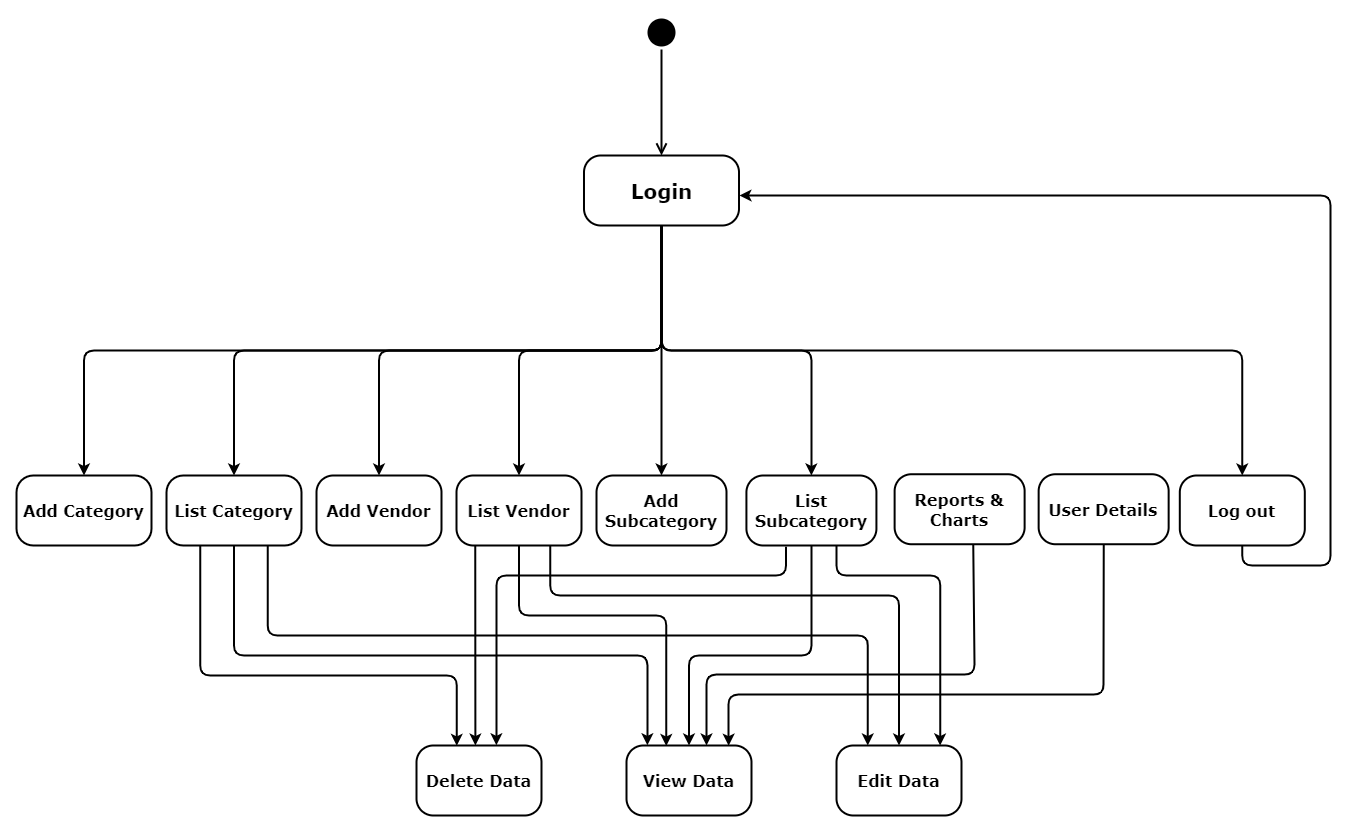 Login
Add Category
List Category
Add Vendor
List Vendor
Add
Subcategory
List
Subcategory
Reports &
Charts
User Details
Log out
Delete Data
View Data
Edit Data